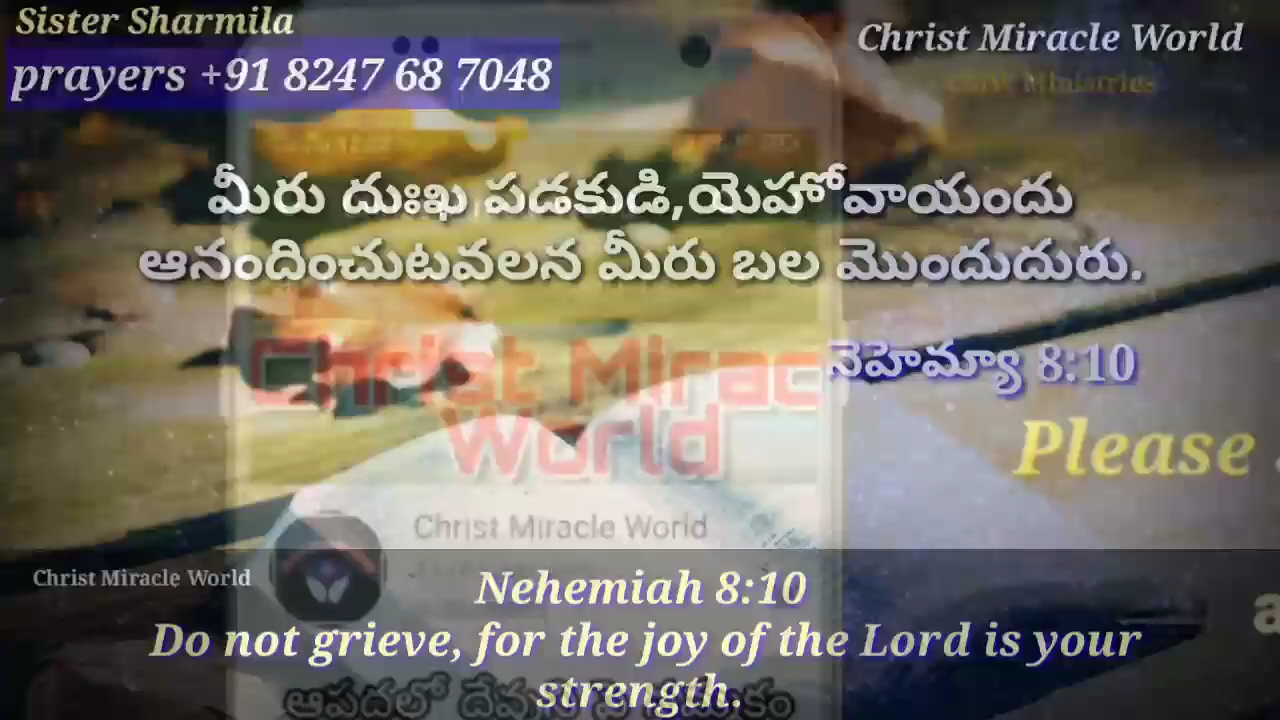 Sister Sharmila
prayers +91 8247 68 7048
Christ Miracle World
Ministries
మీరు దుఃఖ పడకుడి,యెహోవాయందు
ఆనందించుటవలన మీరు బల మొందుదురు.
నెహెమ్యా 8:10
Christ Mirac
World
Please
Christ Miracle World
Christ Miracle World
Nehemiah 8:10
Do not grieve, for the joy of the Lord is your
strength.
ఆపదలో